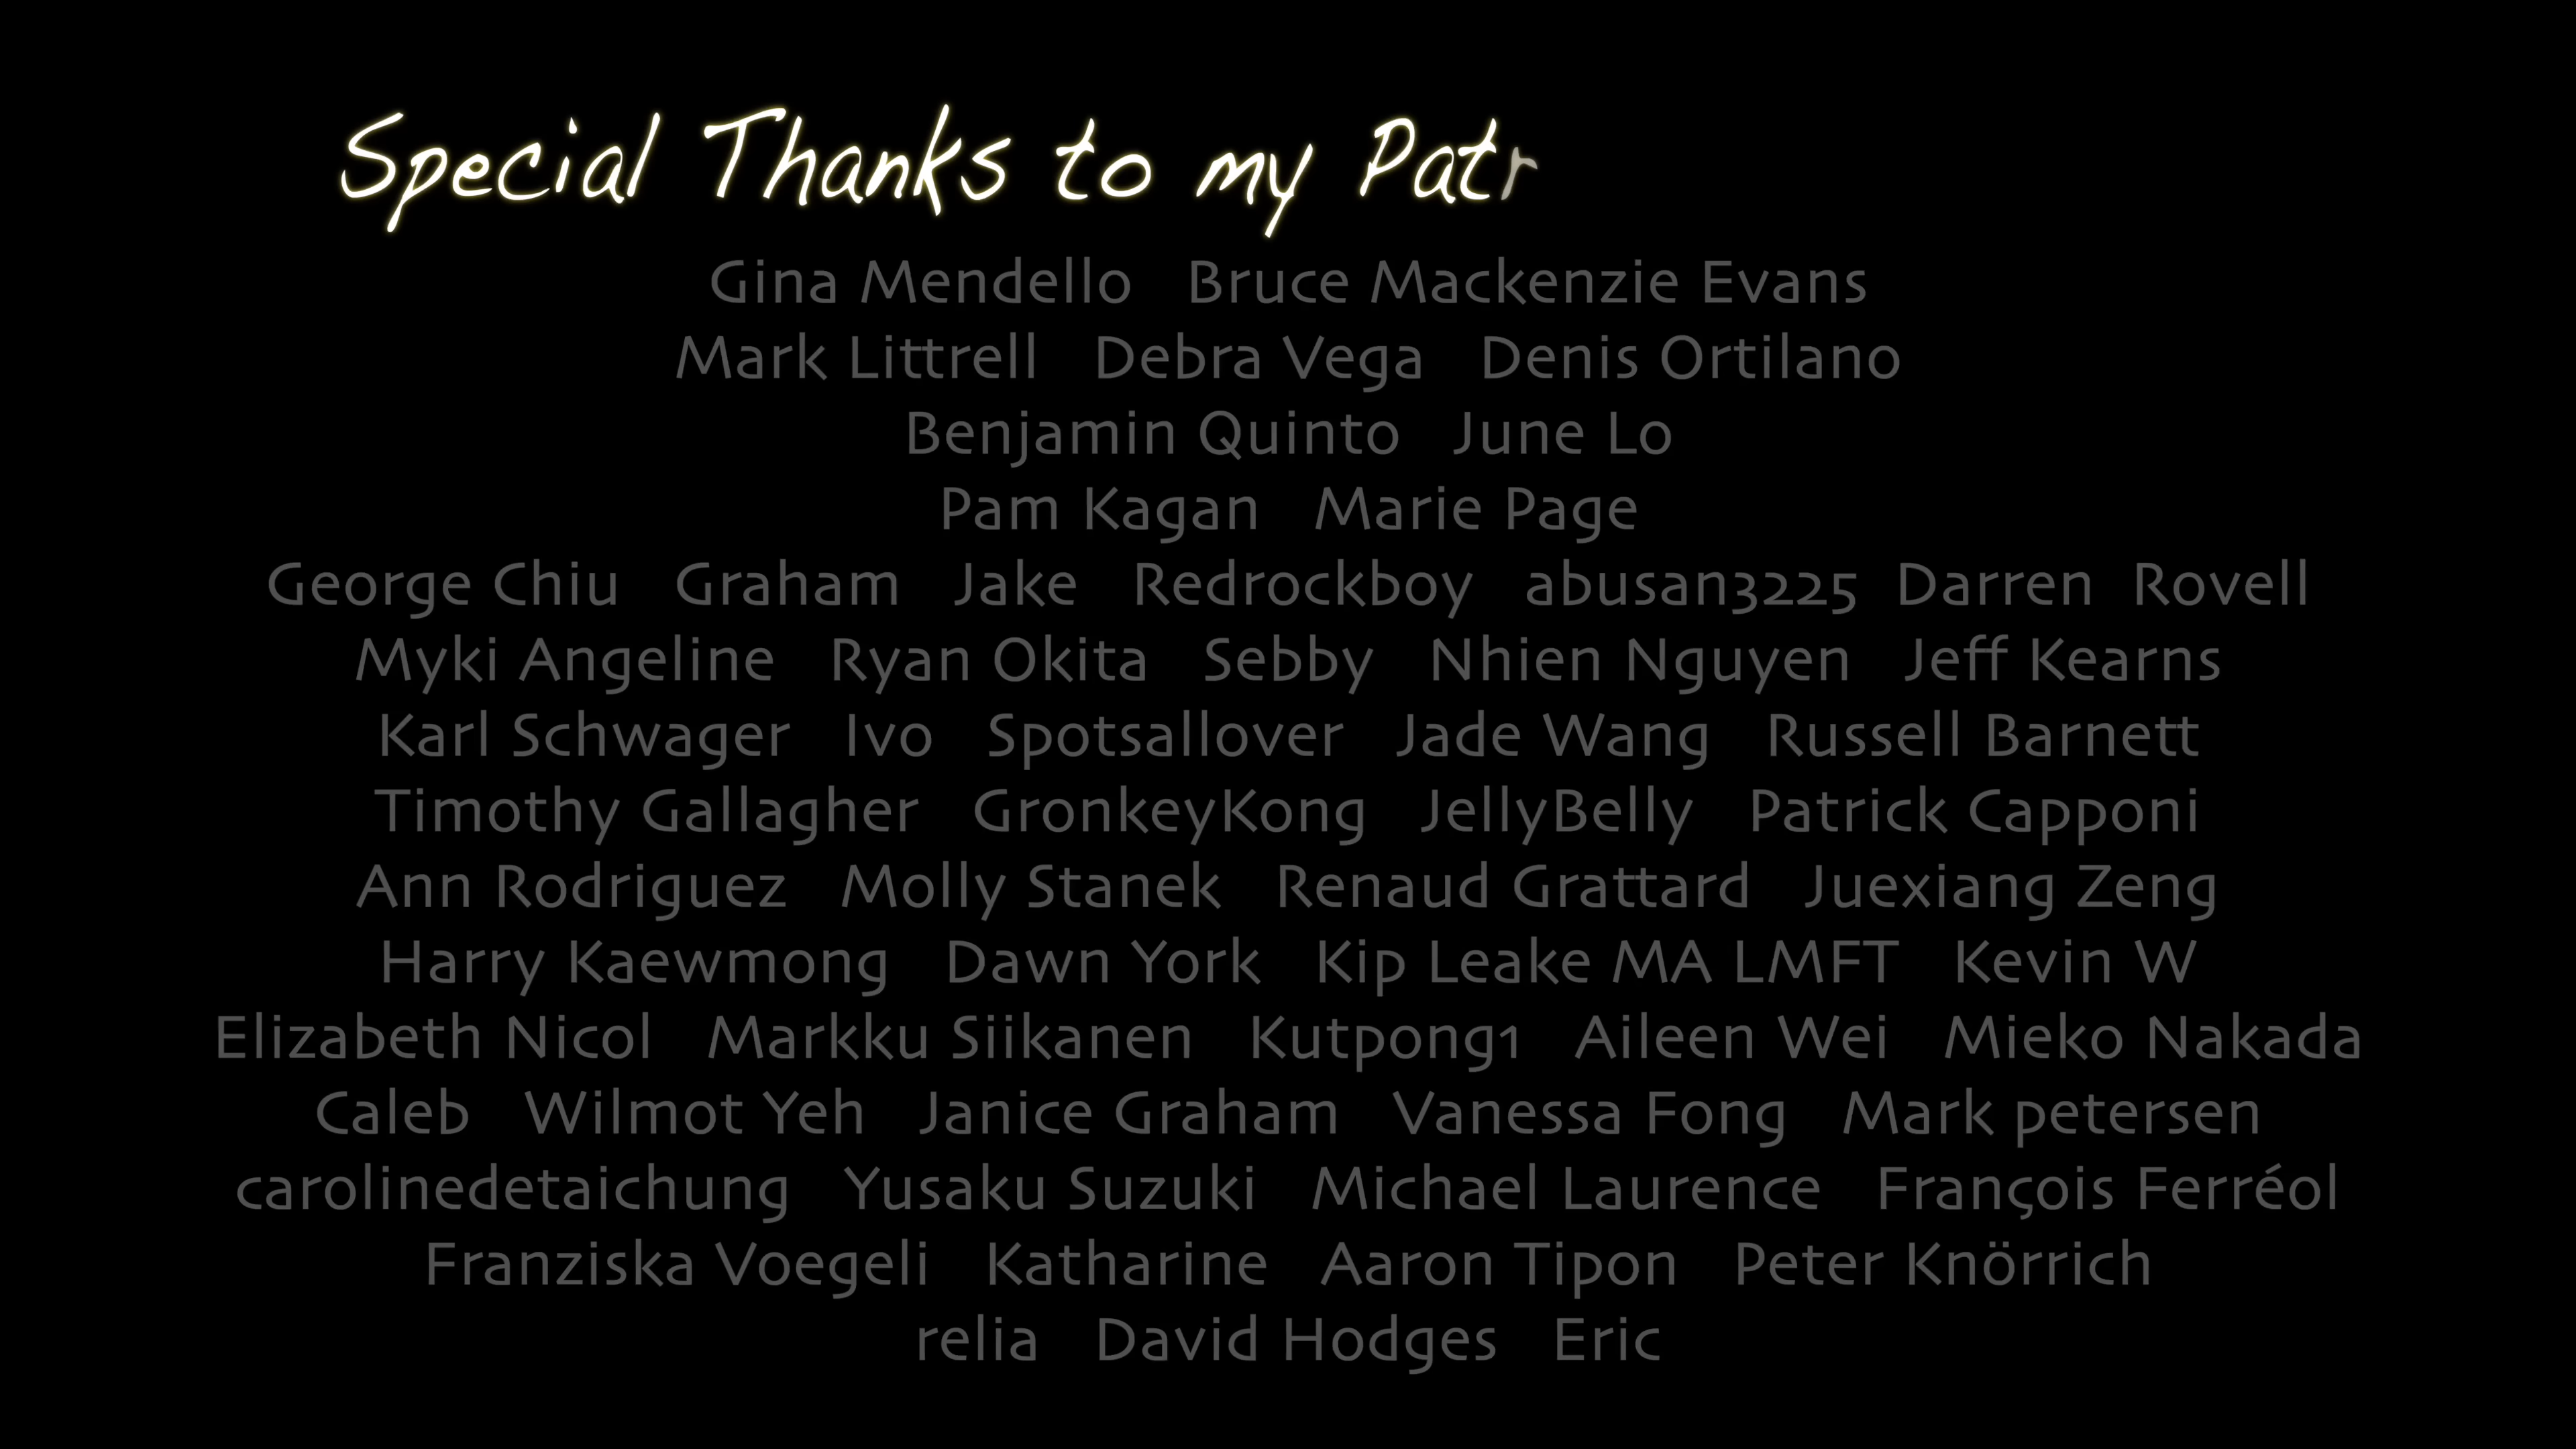 Special Thanks to my Patr
Gina Mendello Bruce Mackenzie Evans
Mark Littrell Debra Vega Denis Ortilano
Benjamin Quinto June Lo
Pam Kagan Marie Page
George Chiu Graham Jake Redrockboy abusan3225 Darren Rovell
Myki Angeline Ryan Okita Sebby Nhien Nguyen Jeff Kearns
Karl Schwager Ivo Spotsallover Jade Wang Russell Barnett
Timothy Gallagher GronkeyKong JellyBelly Patrick Capponi
Ann Rodriguez Molly Stanek Renaud Grattard Juexiang Zeng
Harry Kaewmong Dawn York Kip Leake MA LMFT Kevin W
Elizabeth Nicol Markku Siikanen Kutpong1 Aileen Wei Mieko Nakada
Caleb Wilmot Yeh Janice Graham Vanessa Fong Mark petersen
carolinedetaichung Yusaku Suzuki Michael Laurence François Ferréol
Franziska Voegeli Katharine Aaron Tipon Peter Knörrich
relia David Hodges Eric